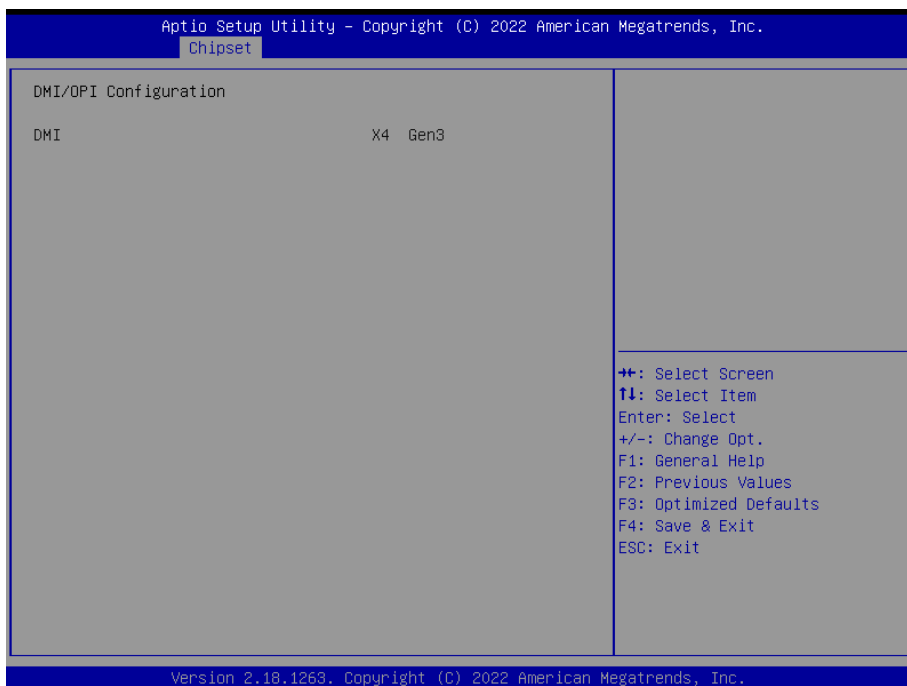 Aptio Setup Utility – Copyright (C) 2022 American Megatrends, Inc.
Chipset
DMI/OPI Configuration
DMI X4 Gen3
→←: Select Screen
↑↓: Select Item
Enter: Select
+/-: Change Opt.
F1: General Help
F2: Previous Values
F3: Optimized Defaults
F4: Save & Exit
ESC: Exit
Version 2.18.1263. Copyright (C) 2022 American Megatrends, Inc.